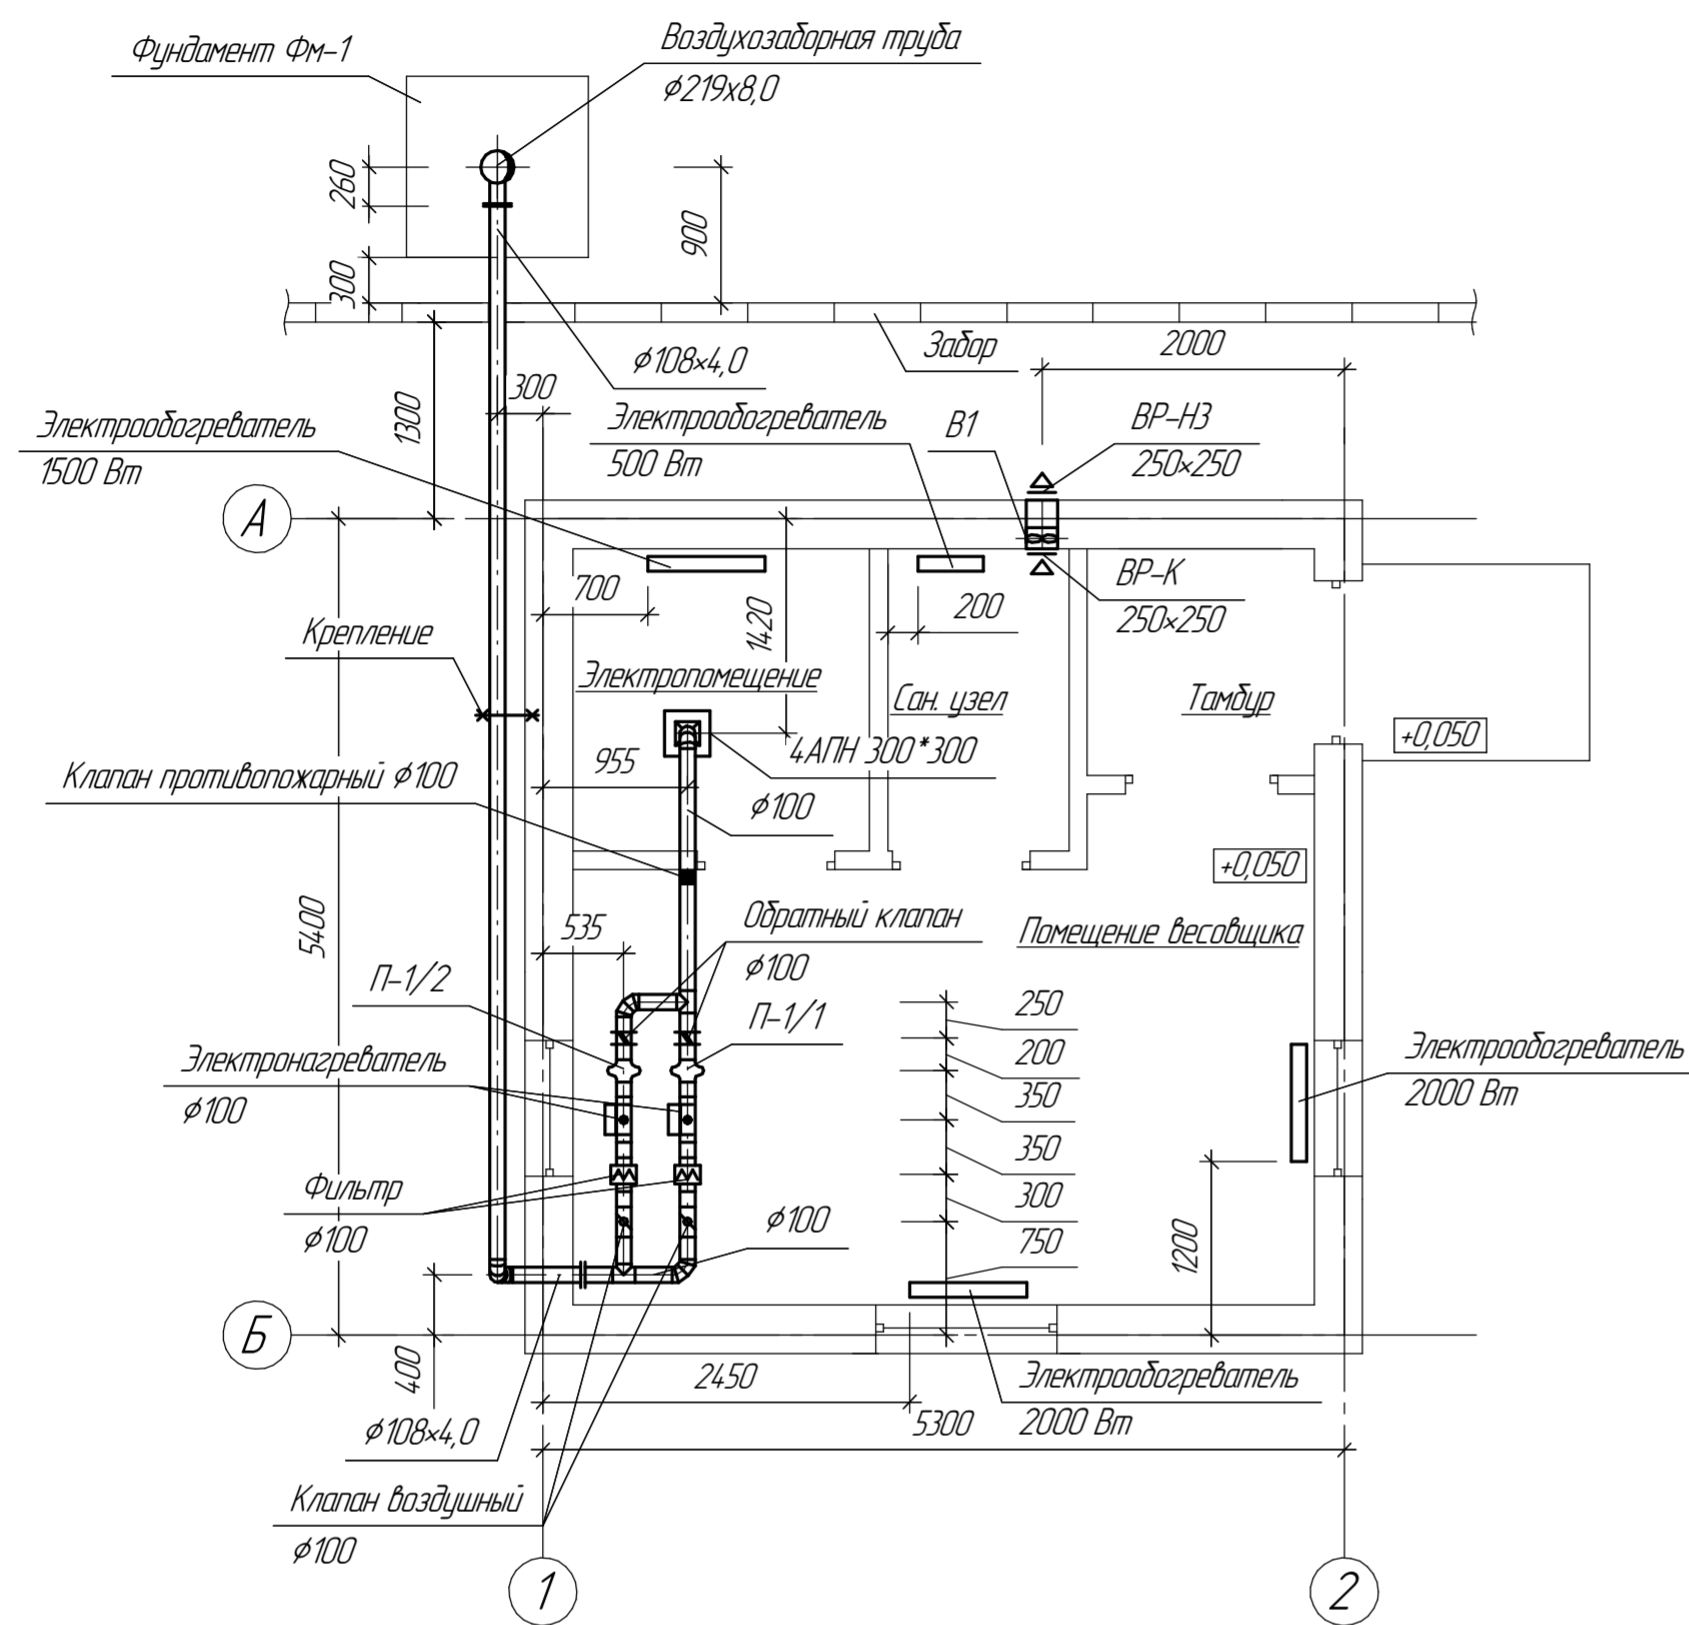 Фундамент Фм-1
Воздухозаборная труба
ϕ219х8,0
260
900
300
Забор
2000
ϕ108×4,0
300
1300
Электрообогреватель
1500 Вт
Электрообогреватель
500 Вт
В1
ВР-НЗ
250×250
А
700
1420
ВР-К
250×250
200
Крепление
Электропомещение
Сан. узел
Тамбур
+0,050
4АПН 300*300
955
Клапан противопожарный ϕ100
ϕ100
+0,050
5400
535
Обратный клапан
ϕ100
Помещение весовщика
П-1/2
П-1/1
250
Электронагреватель
ϕ100
200
350
Электрообогреватель
2000 Вт
350
Фильтр
ϕ100
300
ϕ100
750
1200
Б
400
2450
Электрообогреватель
2000 Вт
5300
ϕ108×4,0
Клапан воздушный
ϕ100
1
2